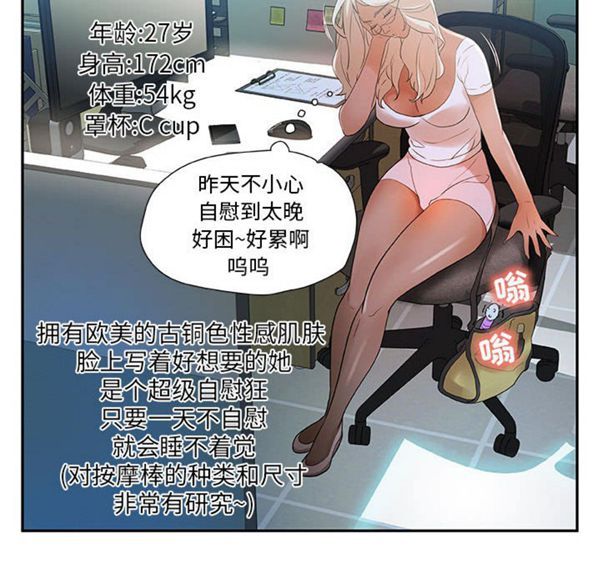 年龄:27岁
身高:172cm
体重:54kg
罩杯:C cup
昨天不小心
自慰到太晚
好困~好累啊
呜呜
嗡
嗡
拥有欧美的古铜色性感肌肤
脸上写着好想要的她
是个超级自慰狂
只要一天不自慰
就会睡不着觉
(对按摩棒的种类和尺寸
非常有研究~)